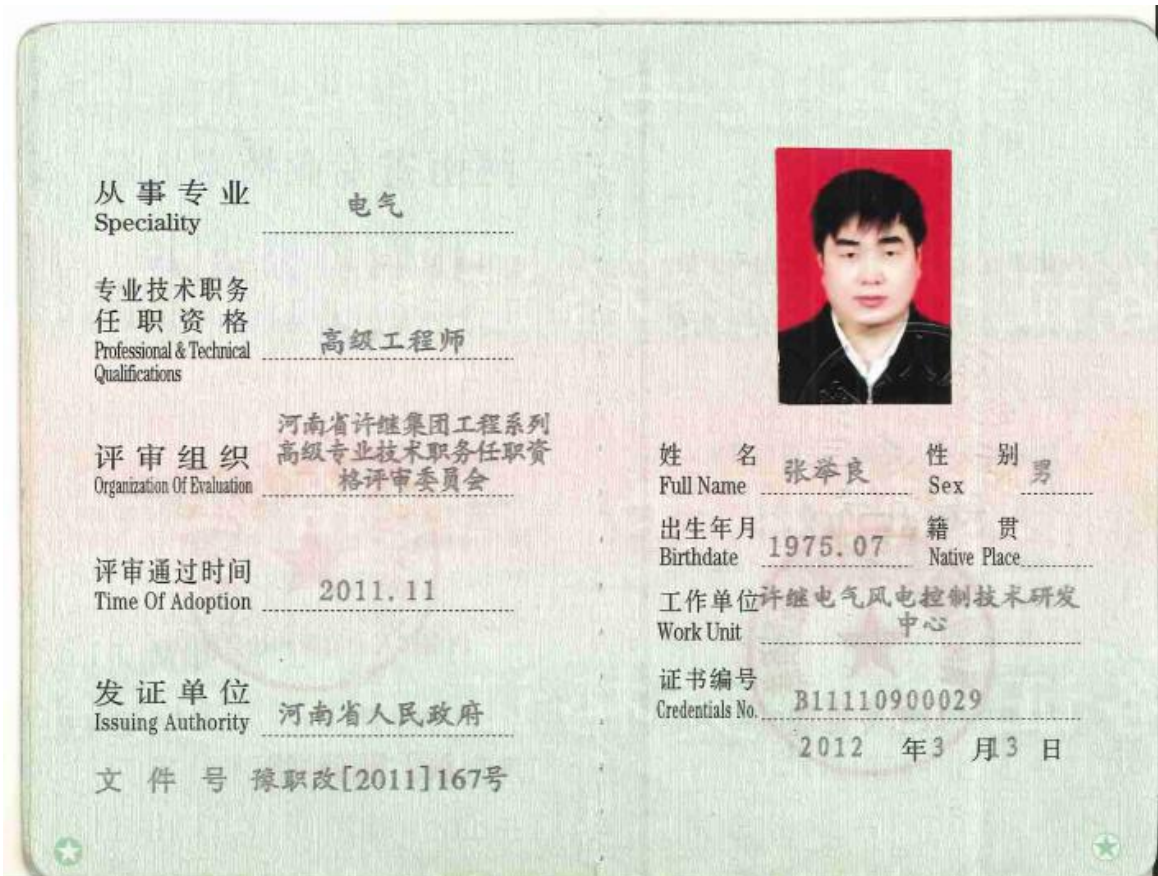 从事专业 电气
Speciality
专业技术职务
任职资格 高级工程师
Professional & Technical
Qualifications
河南省许继集团工程系列
评审组织 高级专业技术职务任职资
Organization Of Evaluation 格评审委员会
评审通过时间 2011.11
Time Of Adoption
发证单位 河南省人民政府
Issuing Authority
文件号 豫职改[2011]167号
姓名 张举良 性别 男
Full Name Sex
出生年月 1975.07 籍贯
Birthdate Native Place
工作单位 许继电气风电控制技术研发
Work Unit 中心
证书编号 B11110900029
Credentials No.
2012 年3 月13 日